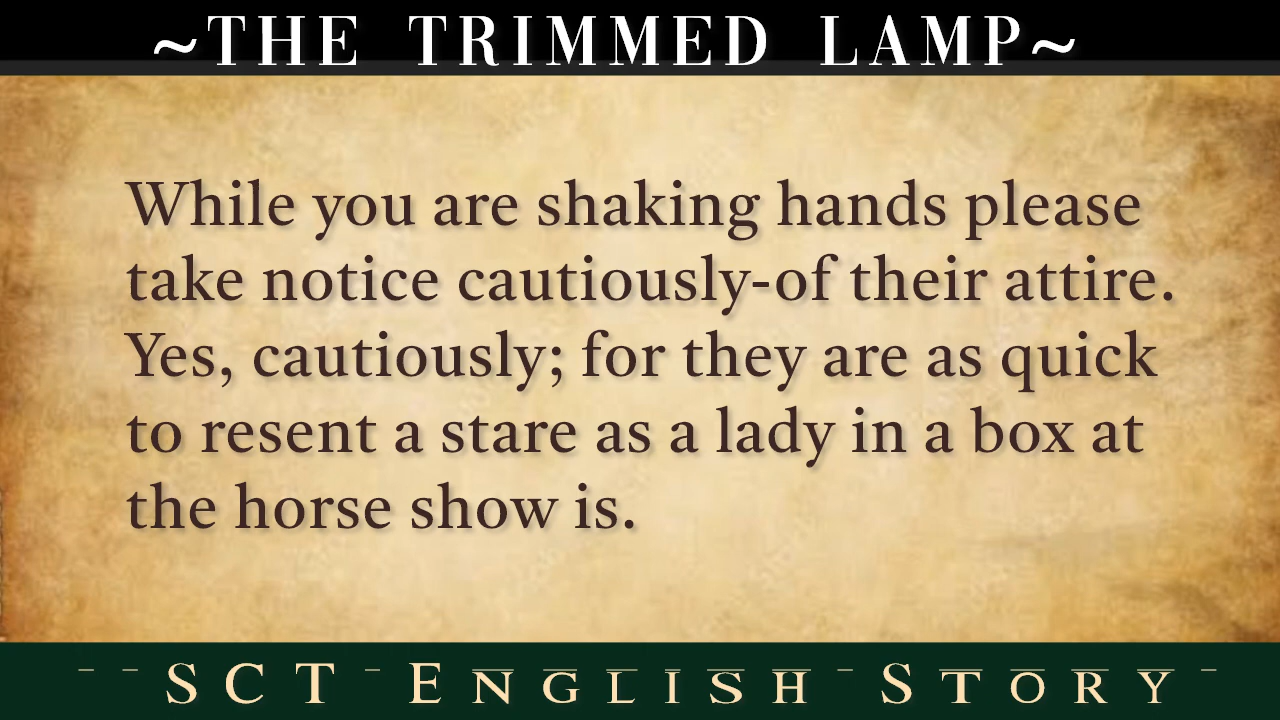 ~THE TRIMMED LAMP~
While you are shaking hands please
take notice cautiously-of their attire.
Yes, cautiously; for they are as quick
to resent a stare as a lady in a box at
the horse show is.
SCT English Story